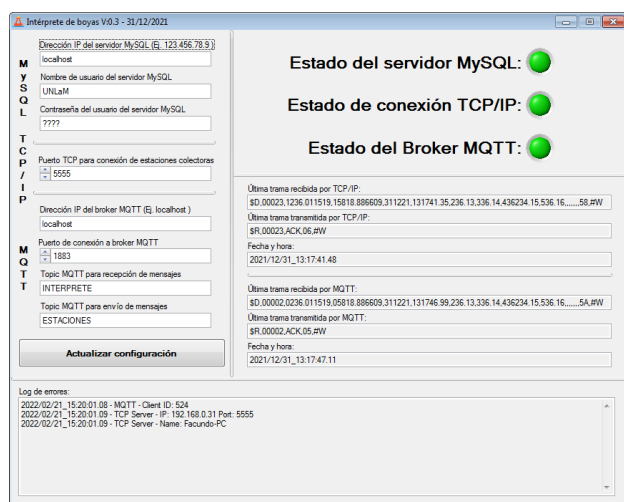 Intérprete de boyas V:0.3 - 31/12/2021
MySQL
Dirección IP del servidor MySQL (Ej. 123.456.78.9 )
localhost
Nombre de usuario del servidor MySQL
UNLaM
Contraseña del usuario del servidor MySQL
????
TCP/IP
Puerto TCP para conexión de estaciones colectoras
5555
MQTT
Dirección IP del broker MQTT (Ej. localhost )
localhost
Puerto de conexión a broker MQTT
1883
Topic MQTT para recepción de mensajes
INTERPRETE
Topic MQTT para envío de mensajes
ESTACIONES
Actualizar configuración
Estado del servidor MySQL:
Estado de conexión TCP/IP:
Estado del Broker MQTT:
Última trama recibida por TCP/IP:
$D,00023,1236.011519,15818.886609,311221,131741.35,236.13,336.14,436234.15,536.16,,,,,,,58,#W
Última trama transmitida por TCP/IP:
$R,00023,ACK,06,#W
Fecha y hora:
2021/12/31_13:17:41.48
Última trama recibida por MQTT:
$D,00002,0236.011519,05818.886609,311221,131746.99,236.13,336.14,436234.15,536.16,,,,,,,5A,#W
Última trama transmitida por MQTT:
$R,00002,ACK,05,#W
Fecha y hora:
2021/12/31_13:17:47.11
Log de errores:
2022/02/21_15:20:01.08 - MQTT - Client ID: 524
2022/02/21_15:20:01.09 - TCP Server - IP: 192.168.0.31 Port: 5555
2022/02/21_15:20:01.09 - TCP Server - Name: Facundo-PC